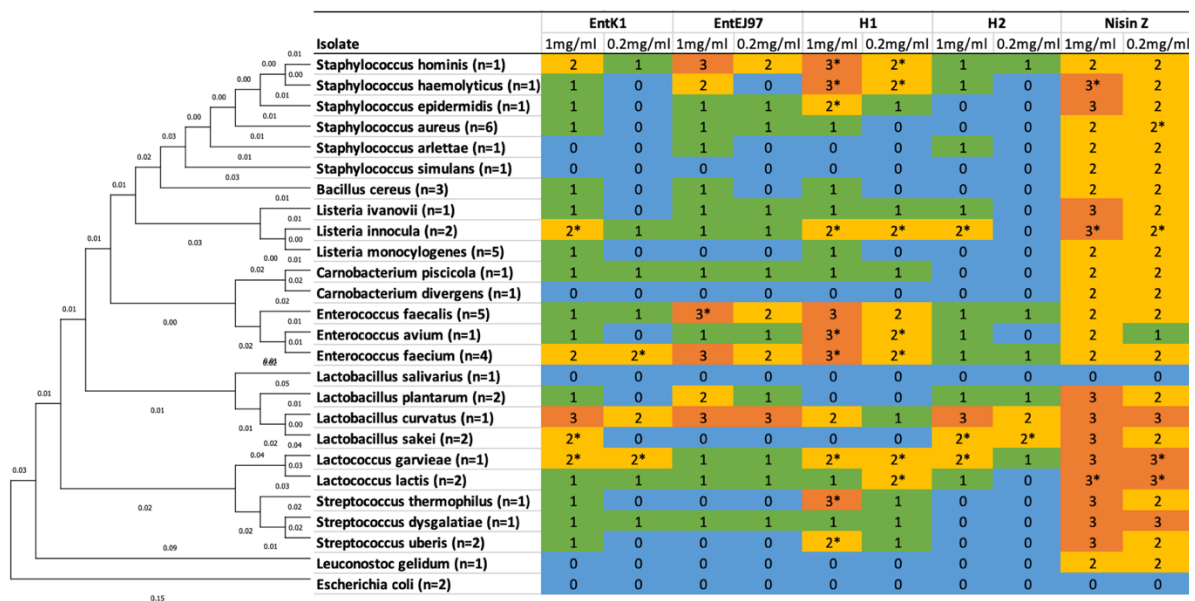 EntK1 EntEJ97 H1 H2 Nisin Z
Isolate 1mg/ml 0.2mg/ml 1mg/ml 0.2mg/ml 1mg/ml 0.2mg/ml 1mg/ml 0.2mg/ml 1mg/ml 0.2mg/ml
0.01
Staphylococcus hominis (n=1) 2 1 3 2 3* 2* 1 1 2 2
0.00
Staphylococcus haemolyticus (n=1) 1 0 2 0 3* 2* 1 0 3* 2
0.00 0.01
Staphylococcus epidermidis (n=1) 1 0 1 1 2* 1 0 0 3 2
0.00 0.01
Staphylococcus aureus (n=6) 1 0 1 1 1 0 0 0 2 2*
0.03
Staphylococcus arlettae (n=1) 0 0 1 0 0 0 1 0 2 2
0.02 0.01
Staphylococcus simulans (n=1) 0 0 0 0 0 0 0 0 2 2
0.01 0.03
Bacillus cereus (n=3) 1 0 1 0 1 0 0 0 2 2
0.01
Listeria ivanovii (n=1) 1 0 1 1 1 1 1 0 3 2
0.01
Listeria innocula (n=2) 2* 1 1 1 2* 2* 2* 0 3* 2*
0.01 0.03 0.00
Listeria monocylogenes (n=5) 1 0 0 0 1 0 0 0 2 2
0.00 0.01
0.02
Carnobacterium piscicola (n=1) 1 1 1 1 1 1 0 0 2 2
0.02
Carnobacterium divergens (n=1) 0 0 0 0 0 0 0 0 2 2
0.01 0.02
Enterococcus faecalis (n=5) 1 1 3* 2 3 2 1 1 2 2
0.00 0.01
Enterococcus avium (n=1) 1 0 1 1 3* 2* 1 0 2 1
0.02 0.01
Enterococcus faecium (n=4) 2 2* 3 2 3* 2* 1 1 2 2
Lactobacillus salivarius (n=1) 0 0 0 0 0 0 0 0 0 0
0.05
Lactobacillus plantarum (n=2) 1 0 2 1 0 0 1 1 3 2
0.01 0.01
Lactobacillus curvatus (n=1) 3 2 3 3 2 1 3 2 3 3
0.01 0.00
Lactobacillus sakei (n=2) 2* 0 0 0 0 0 2* 2* 3 2
0.02 0.04
0.04
Lactococcus garvieae (n=1) 2* 2* 1 1 2* 2* 2* 1 3 3*
0.03 0.03
Lactococcus lactis (n=2) 1 1 1 1 1 2* 1 0 3* 3*
0.03
Streptococcus thermophilus (n=1) 1 0 0 0 3* 1 0 0 3 2
0.02 0.02
Streptococcus dysgalatiae (n=1) 1 1 1 1 1 1 0 0 3 3
0.02 0.02
Streptococcus uberis (n=2) 1 0 0 0 2* 1 0 0 3 2
0.09 0.01
Leuconostoc gelidum (n=1) 0 0 0 0 0 0 0 0 2 2
Escherichia coli (n=2) 0 0 0 0 0 0 0 0 0 0
0.15